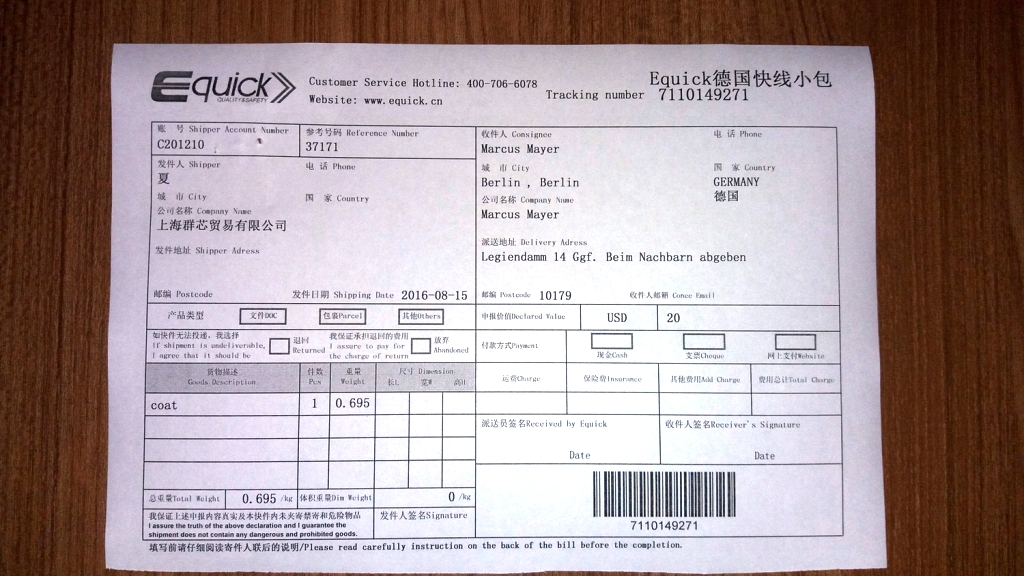 Equick
QUALITY&SAFETY
Customer Service Hotline: 400-706-6078
Website: www.equick.cn
Equick德国快线小包
Tracking number 7110149271
账 号 Shipper Account Number
C201210
参考号码 Reference Number
37171
发件人 Shipper
电 话 Phone
夏
城 市 City
国 家 Country
公司名称 Company Name
上海群芯贸易有限公司
发件地址 Shipper Adress
邮编 Postcode
发件日期 Shipping Date 2016-08-15
收件人 Consignee
电 话 Phone
Marcus Mayer
城 市 City
国 家 Country
Berlin , Berlin
GERMANY
德国
公司名称 Company Name
Marcus Mayer
派送地址 Delivery Adress
Legiendamm 14 Ggf. Beim Nachbarn abgeben
邮编 Postcode 10179
收件人邮箱 Conee Email
产品类型
文件DOC
包裹Parcel
其他Others
申报价值Declared Value
USD
20
如快件无法投递，我选择
If shipment is undeliverable,
I agree that it should be
退回
Returned
我保证承担退回的费用
I assure to pay for
the charge of return
放弃
Abandoned
付款方式Payment
现金Cash
支票Cheque
网上支付Website
货物描述
Goods Description
件数
Pcs
重量
Weight
尺寸 Dimension
长L
宽W
高H
运费Charge
保险费Insurance
其他费用Add Charge
费用总计Total Charge
coat
1
0.695
派送员签名Received by Equick
Date
收件人签名Receiver's Signature
Date
总重量Total Weight
0.695 /kg
体积重量Dim Weight
0 /kg
我保证上述申报内容真实及本快件内未夹寄禁寄和危险物品
I assure the truth of the above declaration and I guarantee the
shipment does not contain any dangerous and prohibited goods.
发件人签名Signature
7110149271
填写前请仔细阅读寄件人联后的说明/Please read carefully instruction on the back of the bill before the completion.